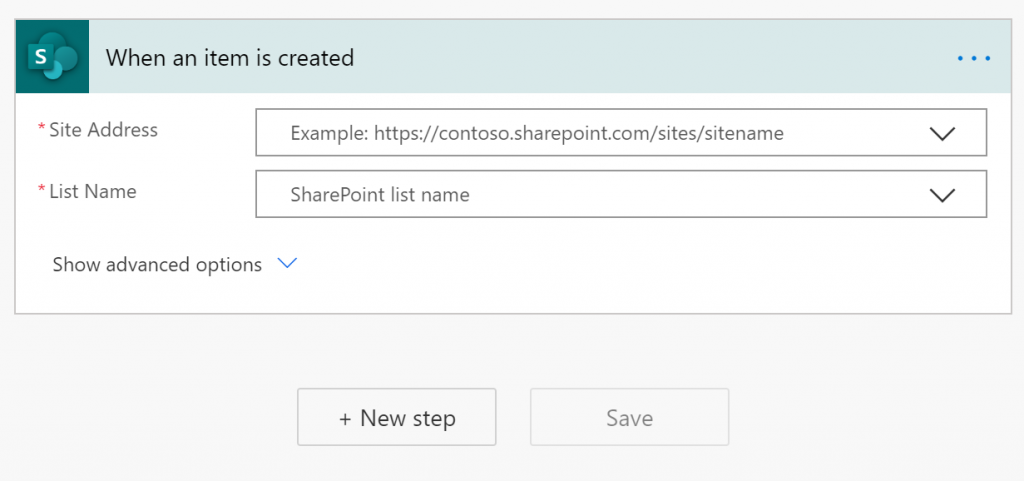 S
When an item is created
...
* Site Address
Example: https://contoso.sharepoint.com/sites/sitename
* List Name
SharePoint list name
Show advanced options
+ New step
Save